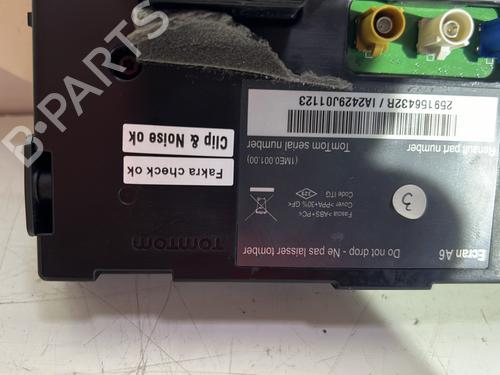 Ecran A6
Do not drop - Ne pas laisser tomber
Fascia >ABS+PC<
Cover >PPA+30% GF<
Code ITG
3
Renault part number
TomTom serial number
(1ME0.001.00)
259156432R / IA2429J01123
Fakra check ok
Clip & Noise ok
TOMTOM
B-PARTS